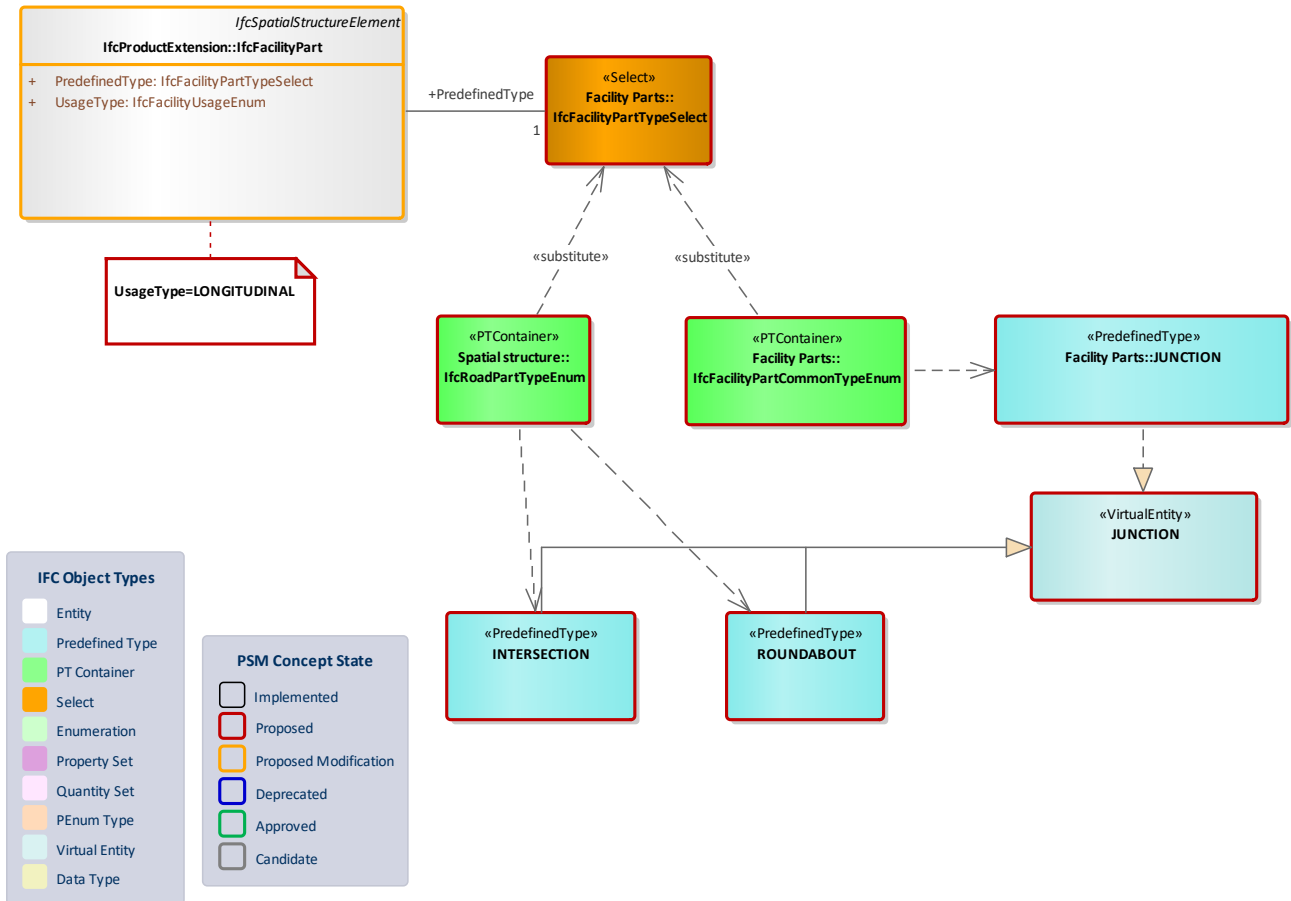 IfcSpatialStructureElement
IfcProductExtension::IfcFacilityPart
+ PredefinedType: IfcFacilityPartTypeSelect
+ UsageType: IfcFacilityUsageEnum
+PredefinedType
1
«Select»
Facility Parts::
IfcFacilityPartTypeSelect
UsageType=LONGITUDINAL
«substitute»
«substitute»
«PTContainer»
Spatial structure::
IfcRoadPartTypeEnum
«PTContainer»
Facility Parts::
IfcFacilityPartCommonTypeEnum
«PredefinedType»
Facility Parts::JUNCTION
«VirtualEntity»
JUNCTION
«PredefinedType»
INTERSECTION
«PredefinedType»
ROUNDABOUT
IFC Object Types
Entity
Predefined Type
PT Container
Select
Enumeration
Property Set
Quantity Set
PEnum Type
Virtual Entity
Data Type
PSM Concept State
Implemented
Proposed
Proposed Modification
Deprecated
Approved
Candidate